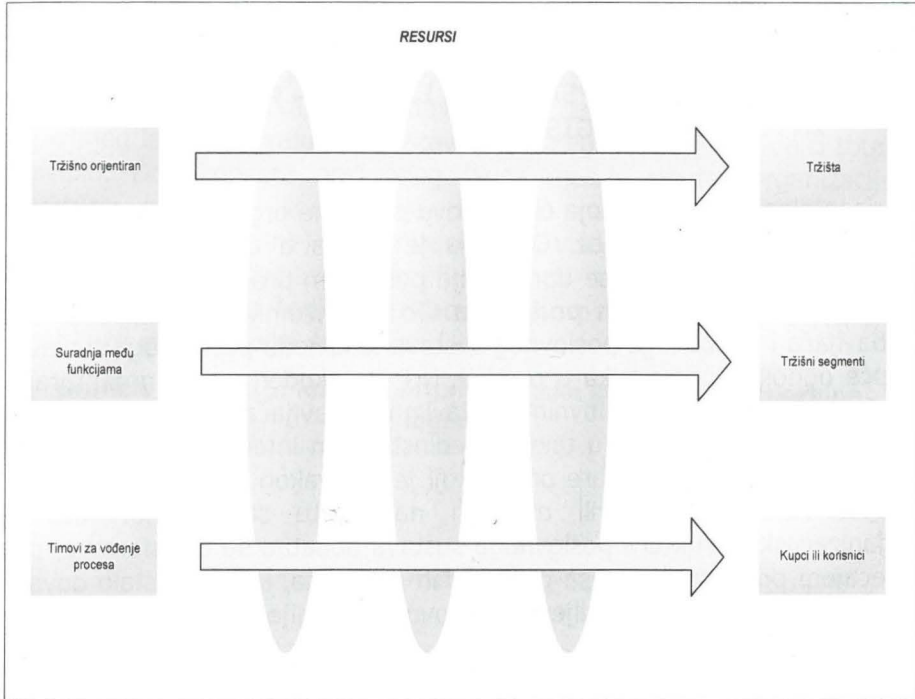 RESURSI
Tržišno orijentiran
Tržišta
Suradnja među
funkcijama
Tržišni segmenti
Timovi za vođenje
procesa
Kupci ili korisnici